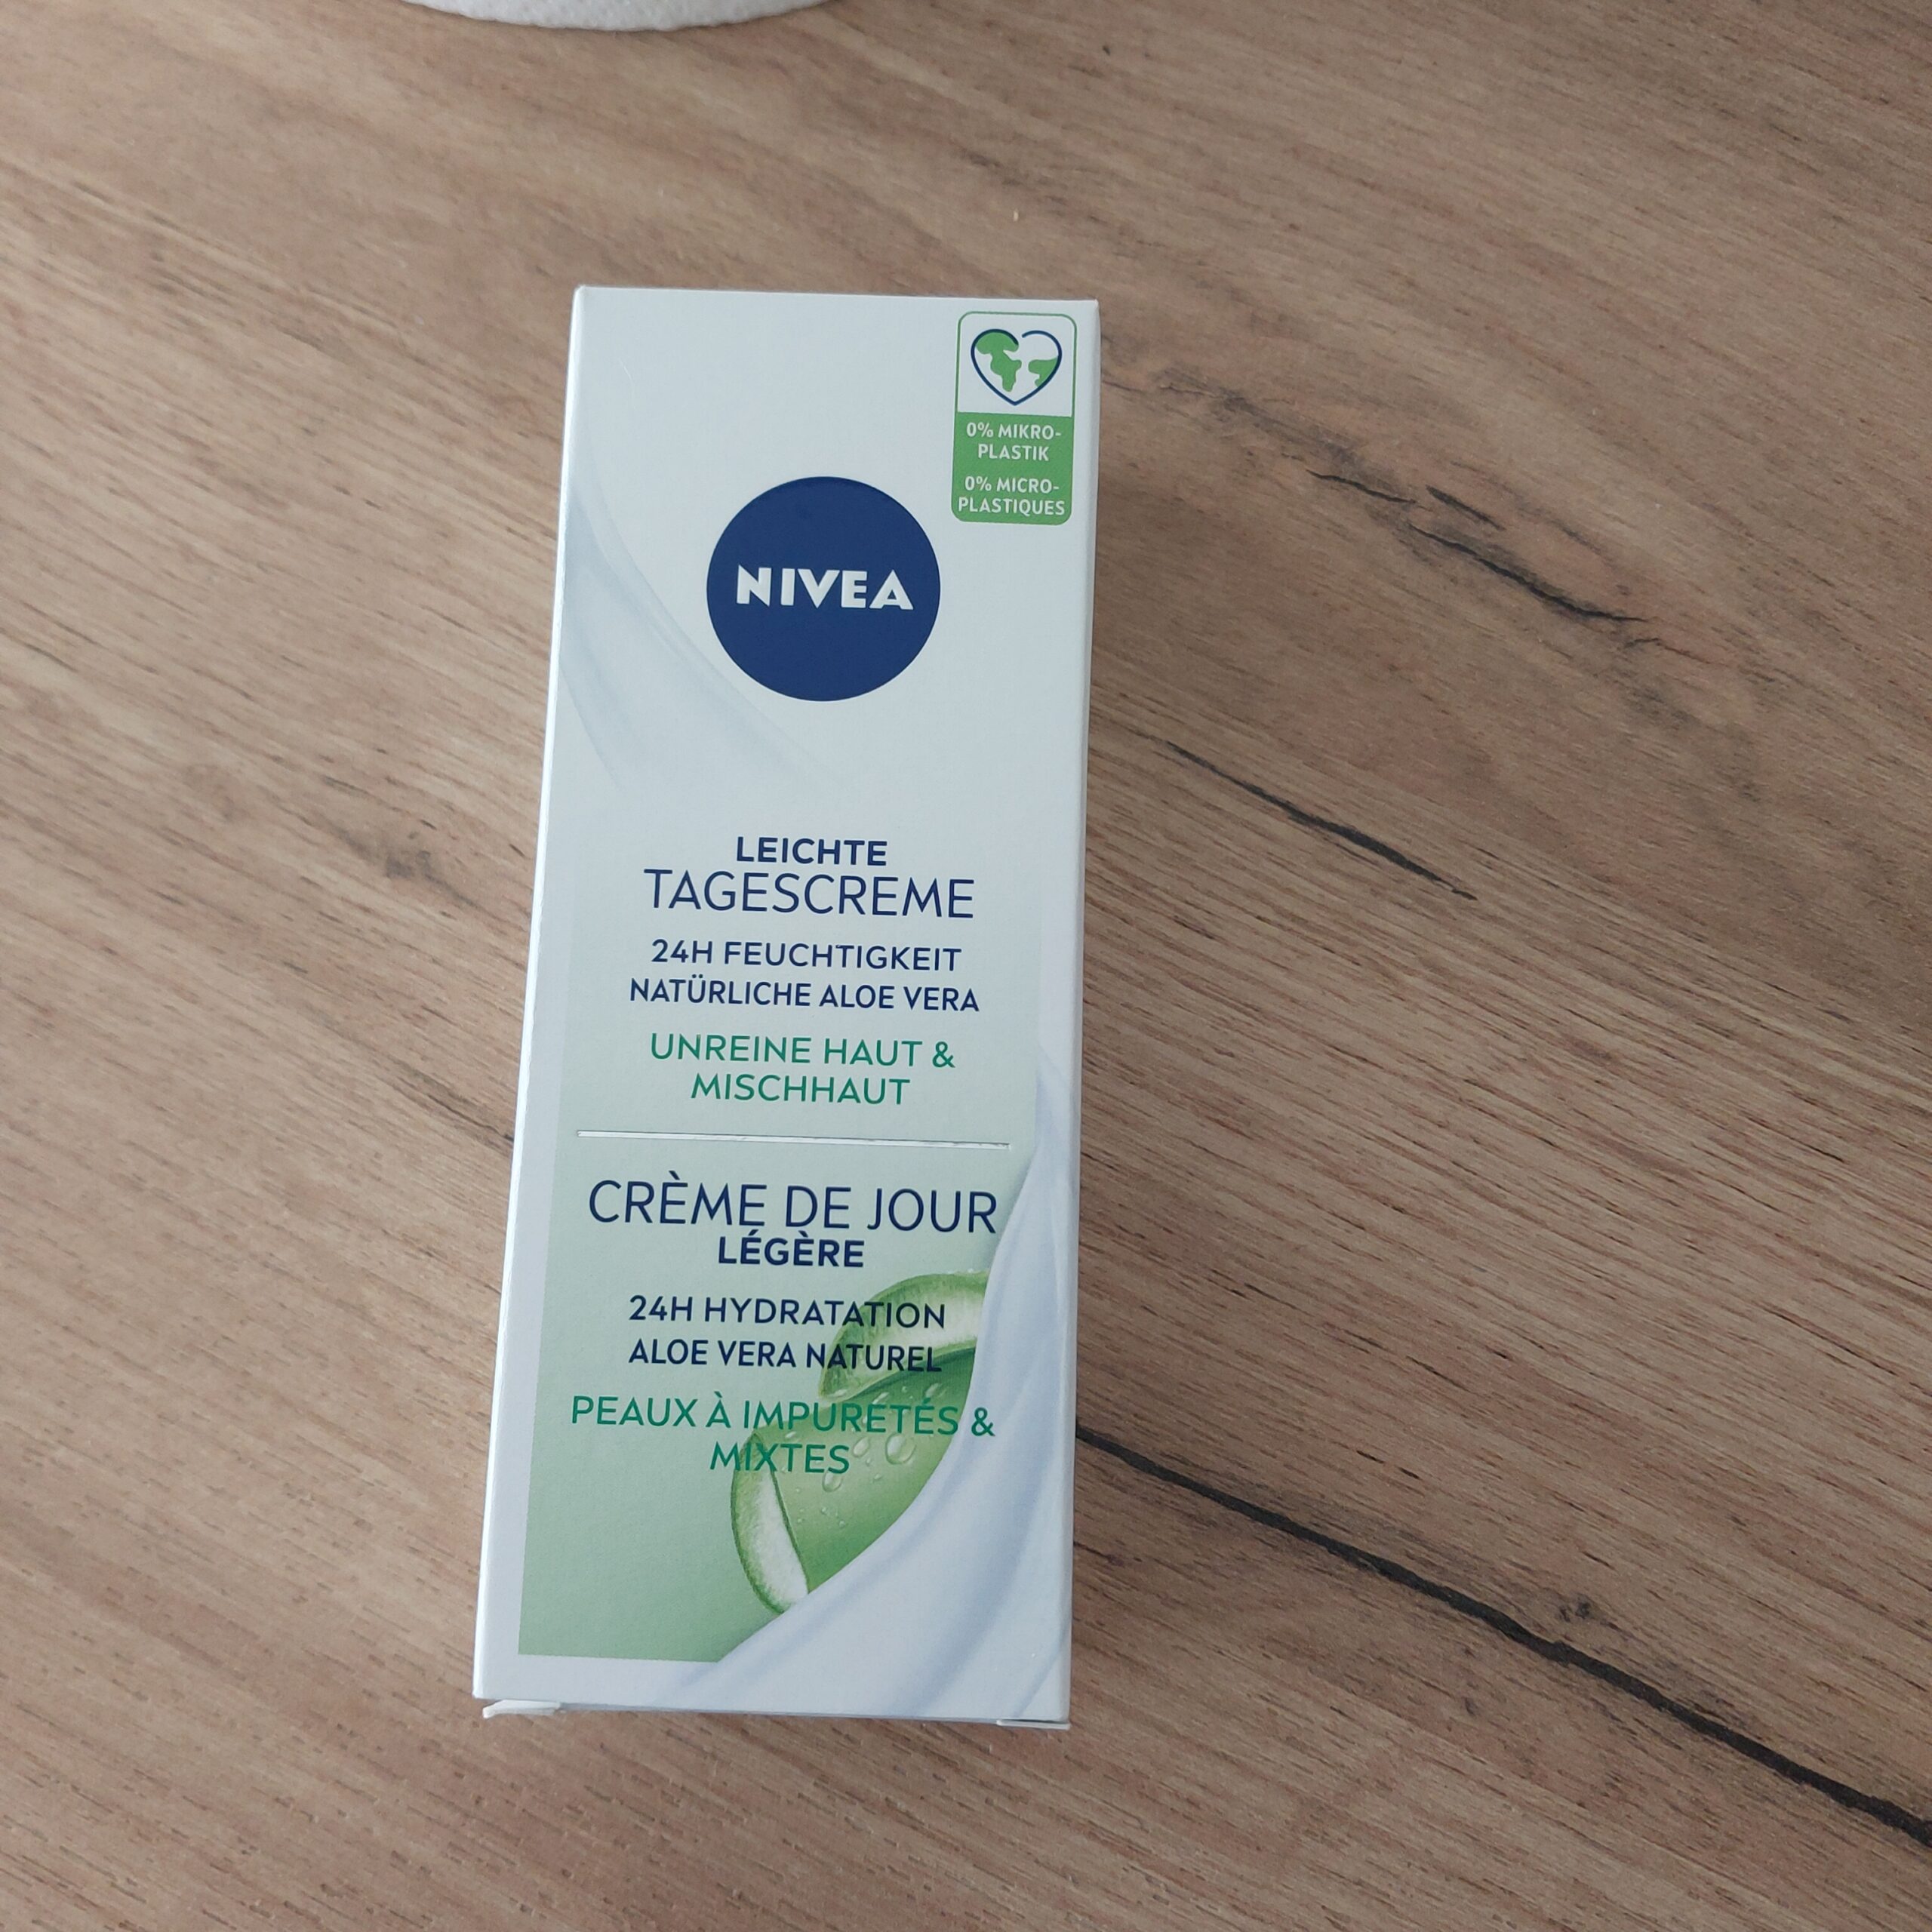 0% MIKRO-
PLASTIK
0% MICRO-
PLASTIQUES
NIVEA
LEICHTE
TAGESCREME
24H FEUCHTIGKEIT
NATÜRLICHE ALOE VERA
UNREINE HAUT &
MISCHHAUT
CRÈME DE JOUR
LÉGÈRE
24H HYDRATATION
ALOE VERA NATUREL
PEAUX À IMPURETÉS &
MIXTES